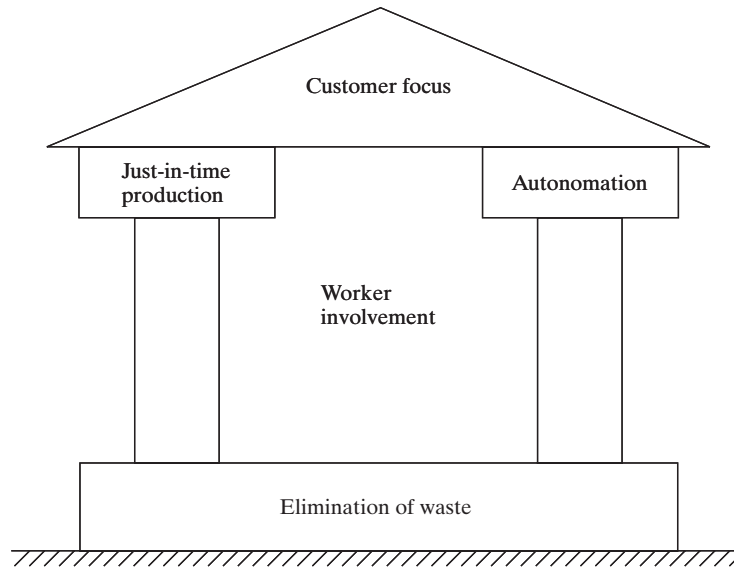 Customer focus
Just-in-time
production
Autonomation
Worker
involvement
Elimination of waste